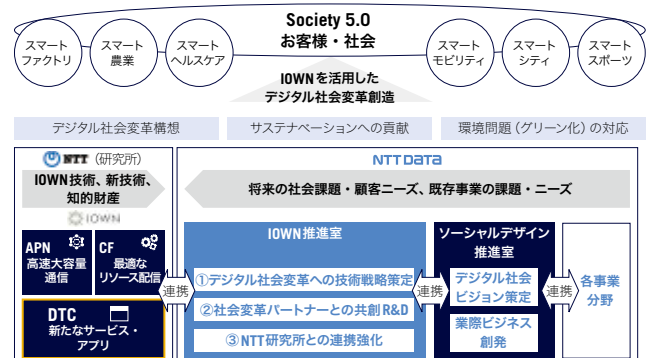 Society 5.0
お客様・社会
スマート
ファクトリ
スマート
農業
スマート
ヘルスケア
スマート
モビリティ
スマート
シティ
スマート
スポーツ
IOWNを活用した
デジタル社会変革創造
デジタル社会変革構想
サステナベーションへの貢献
環境問題（グリーン化）の対応
NTT（研究所）
IOWN技術、新技術、
知的財産
IOWN
APN
高速大容量
通信
CF
最適な
リソース配信
DTC
新たなサービス・
アプリ
連携
NTT DATA
将来の社会課題・顧客ニーズ、既存事業の課題・ニーズ
IOWN推進室
①デジタル社会変革への技術戦略策定
②社会変革パートナーとの共創R&D
③NTT研究所との連携強化
連携
ソーシャルデザイン
推進室
デジタル社会
ビジョン策定
業際ビジネス
創発
連携
各事業
分野